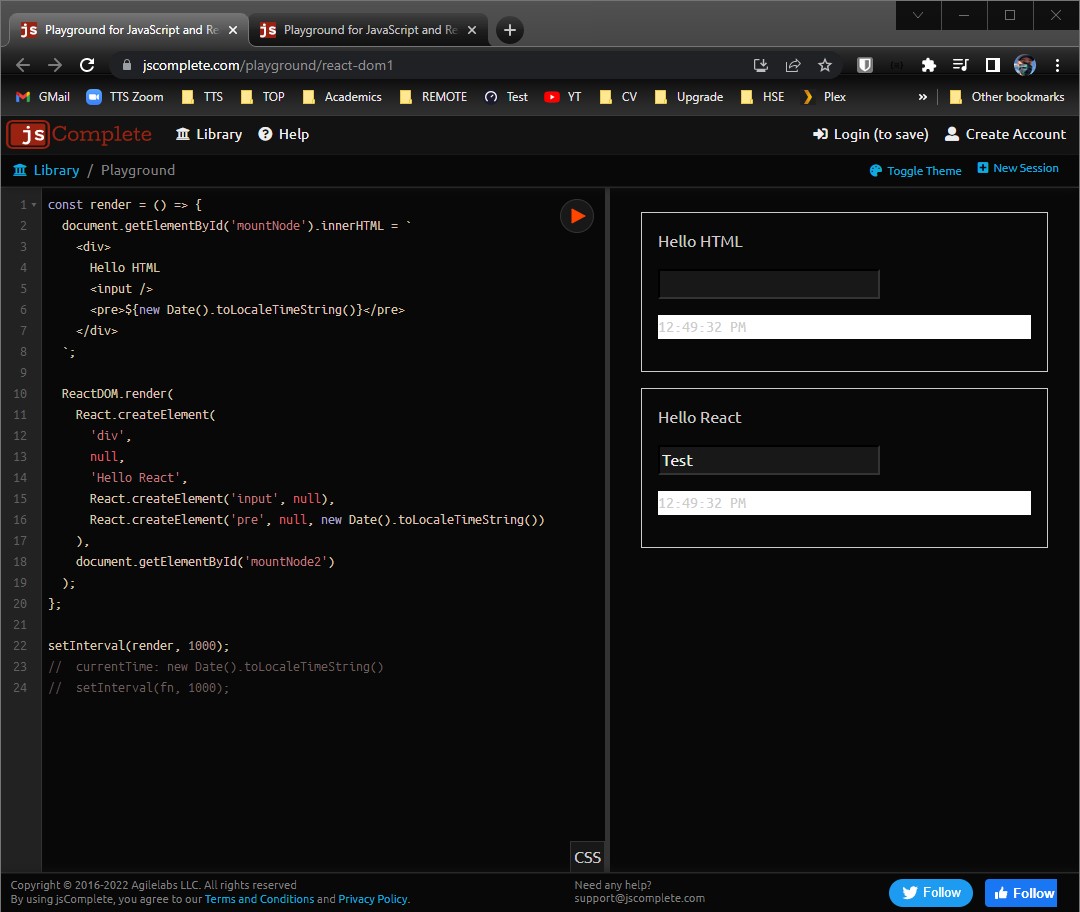 js Playground for JavaScript and Re
js Playground for JavaScript and Re
jscomplete.com/playground/react-dom1
GMail TTS Zoom TTS TOP Academics REMOTE Test YT CV Upgrade HSE Plex » Other bookmarks
jsComplete Library Help Login (to save) Create Account
Library / Playground Toggle Theme New Session
1 const render = () => {
2 document.getElementById('mountNode').innerHTML = `
3 <div>
4 Hello HTML
5 <input />
6 <pre>${new Date().toLocaleTimeString()}</pre>
7 </div>
8 `;
9
10 ReactDOM.render(
11 React.createElement(
12 'div',
13 null,
14 'Hello React',
15 React.createElement('input', null),
16 React.createElement('pre', null, new Date().toLocaleTimeString())
17 ),
18 document.getElementById('mountNode2')
19 );
20 };
21
22 setInterval(render, 1000);
23 //  currentTime: new Date().toLocaleTimeString()
24 //  setInterval(fn, 1000);
CSS
Hello HTML
12:49:32 PM
Hello React
Test
12:49:32 PM
Copyright © 2016-2022 Agilelabs LLC. All rights reserved
By using jsComplete, you agree to our Terms and Conditions and Privacy Policy.
Need any help?
support@jscomplete.com
Follow
Follow